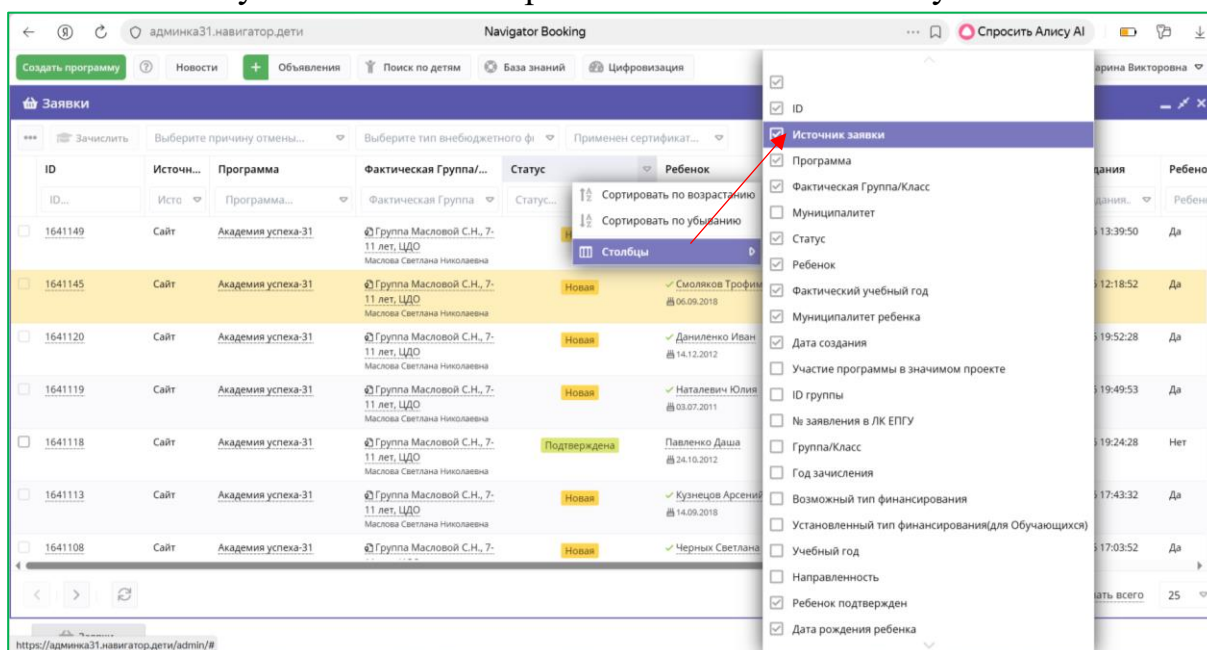 админка31.навигатор.дети Navigator Booking Спросить Алису AI
Создать программу Новости Объявления Поиск по детям База знаний Цифровизация арина Викторовна
Заявки
Зачислить Выберите причину отмены... Выберите тип внебюджетного фі Применен сертификат...
ID Источн... Программа Фактическая Группа/... Статус Ребенок дания Ребено
ID... Исто Программа... Фактическая Группа Статус... дания. Ребен
1641149 Сайт Академия успеха-31 Группа Масловой С.Н., 7- 13:39:50 Да
11 лет, ЦДО
Маслова Светлана Николаевна
1641145 Сайт Академия успеха-31 Группа Масловой С.Н., 7- Новая Смоляков Трофим 12:18:52 Да
11 лет, ЦДО 06.09.2018
Маслова Светлана Николаевна
1641120 Сайт Академия успеха-31 Группа Масловой С.Н., 7- Новая Даниленко Иван 19:52:28 Да
11 лет, ЦДО 14.12.2012
Маслова Светлана Николаевна
1641119 Сайт Академия успеха-31 Группа Масловой С.Н., 7- Новая Наталевич Юлия 19:49:53 Да
11 лет, ЦДО 03.07.2011
Маслова Светлана Николаевна
1641118 Сайт Академия успеха-31 Группа Масловой С.Н., 7- Подтверждена Павленко Даша 19:24:28 Нет
11 лет, ЦДО 24.10.2012
Маслова Светлана Николаевна
1641113 Сайт Академия успеха-31 Группа Масловой С.Н., 7- Новая Кузнецов Арсений 17:43:32 Да
11 лет, ЦДО 14.09.2018
Маслова Светлана Николаевна
1641108 Сайт Академия успеха-31 Группа Масловой С.Н., 7- Новая Черных Светлана 17:03:52 Да
Сортировать по возрастанию
Сортировать по убыванию
Столбцы
ID
Источник заявки
Программа
Фактическая Группа/Класс
Муниципалитет
Статус
Ребенок
Фактический учебный год
Муниципалитет ребенка
Дата создания
Участие программы в значимом проекте
ID группы
№ заявления в ЛК ЕПГУ
Группа/Класс
Год зачисления
Возможный тип финансирования
Установленный тип финансирования(для Обучающихся)
Учебный год
Направленность
Ребенок подтвержден
Дата рождения ребенка
ать всего 25
https://админка31.навигатор.дети/admin/#